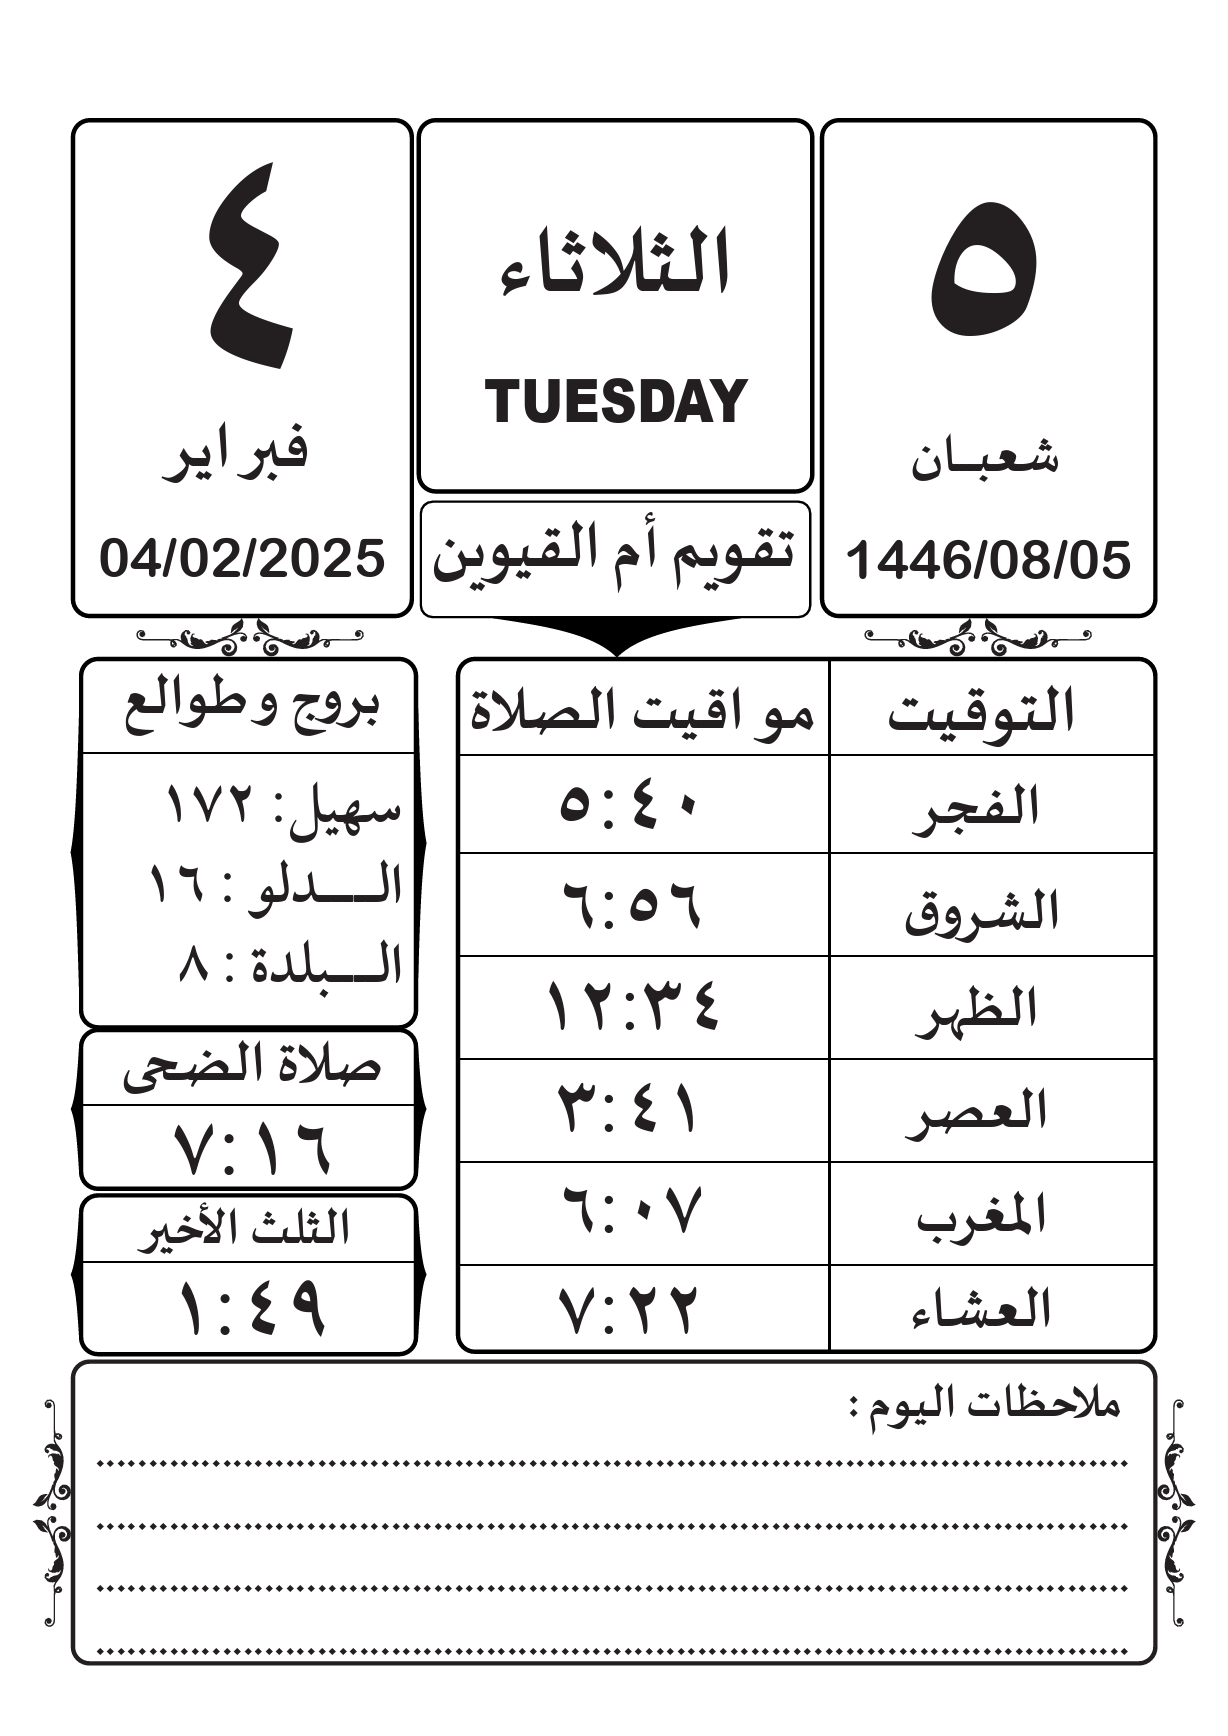 ٥
شعبـان
1446/08/05
الثلاثاء
TUESDAY
تقويم أم القيوين
٤
فبراير
04/02/2025
التوقيت مواقيت الصلاة
الفجر ٥:٤٠
الشروق ٦:٥٦
الظهر ١٢:٣٤
العصر ٣:٤١
المغرب ٦:٠٧
العشاء ٧:٢٢
بروج وطوالع
سهيل: ١٧٢
الـــدلو : ١٦
الـــبلدة : ٨
صلاة الضحى
٧:١٦
الثلث الأخير
١:٤٩
ملاحظات اليوم :